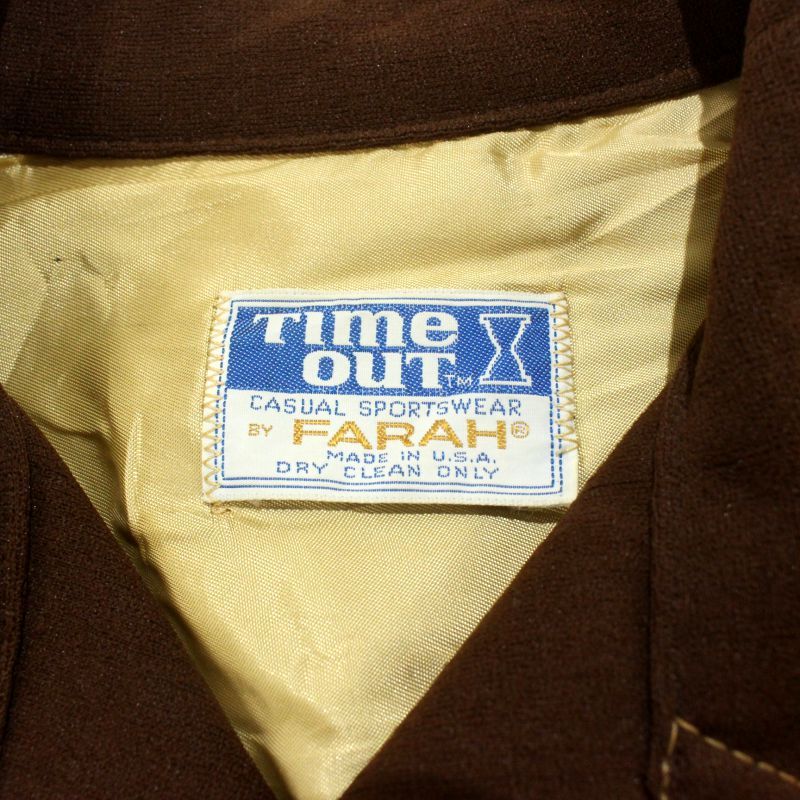 Time
OUT TM
CASUAL SPORTSWEAR
BY FARAH®
MADE IN U.S.A.
DRY CLEAN ONLY